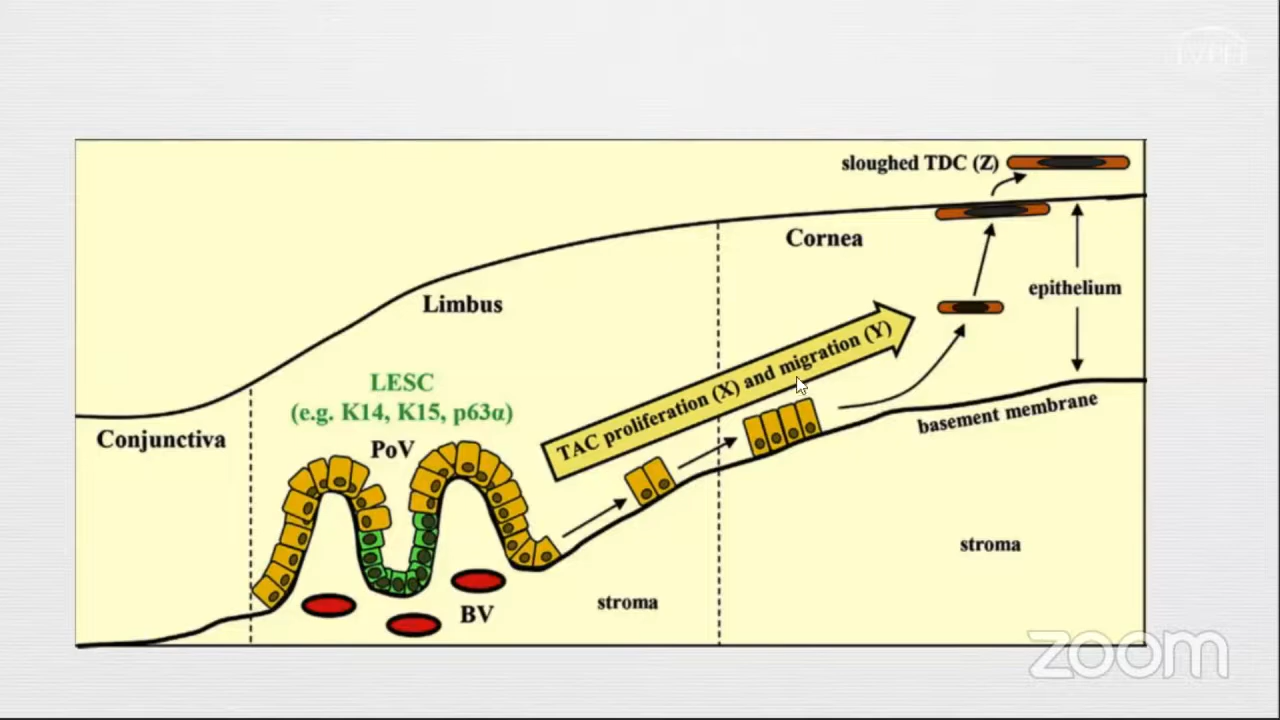 sloughed TDC (Z)
Cornea
epithelium
Limbus
TAC proliferation (X) and migration (Y)
LESC
(e.g. K14, K15, p63α)
PoV
Conjunctiva
basement membrane
stroma
stroma
BV
zoom